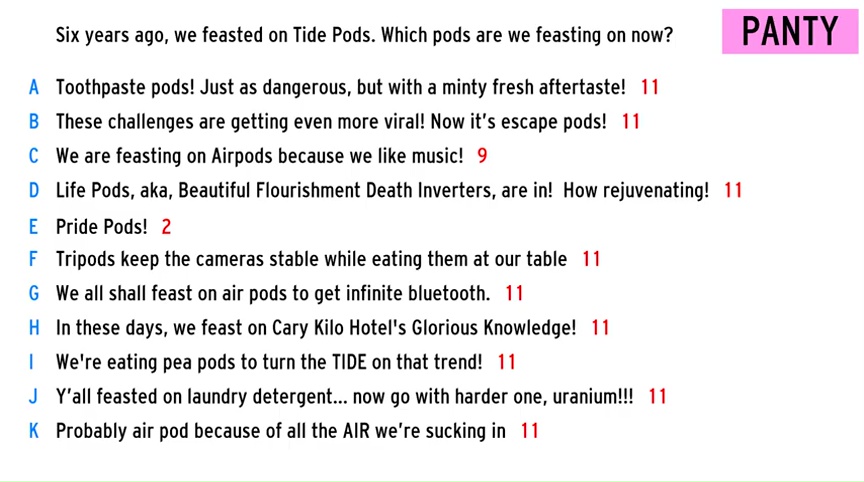 Six years ago, we feasted on Tide Pods. Which pods are we feasting on now?
PANTY
A Toothpaste pods! Just as dangerous, but with a minty fresh aftertaste! 11
B These challenges are getting even more viral! Now it's escape pods! 11
C We are feasting on Airpods because we like music! 9
D Life Pods, aka, Beautiful Flourishment Death Inverters, are in! How rejuvenating! 11
E Pride Pods! 2
F Tripods keep the cameras stable while eating them at our table 11
G We all shall feast on air pods to get infinite bluetooth. 11
H In these days, we feast on Cary Kilo Hotel's Glorious Knowledge! 11
I We're eating pea pods to turn the TIDE on that trend! 11
J Y'all feasted on laundry detergent... now go with harder one, uranium!!! 11
K Probably air pod because of all the AIR we're sucking in 11